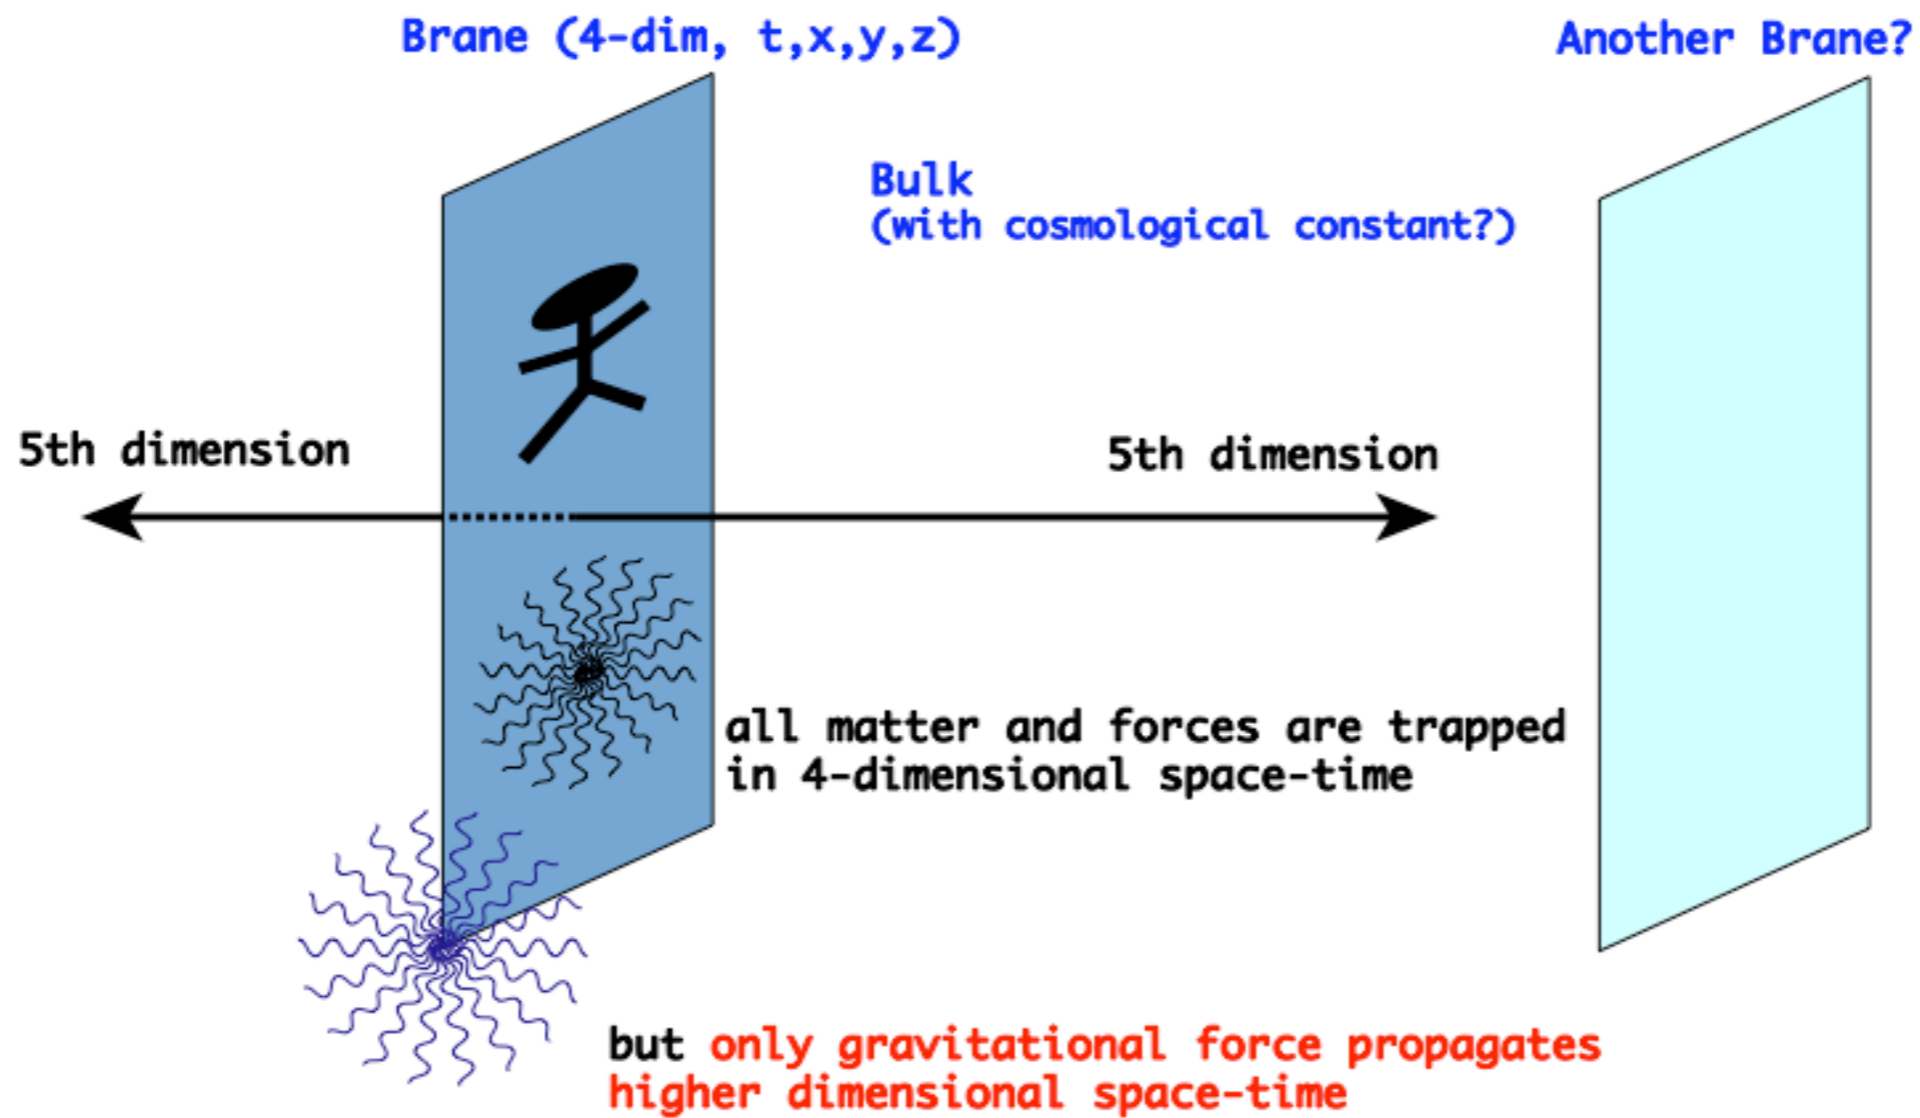 Brane (4-dim, t,x,y,z)
Another Brane?
Bulk
(with cosmological constant?)
5th dimension
5th dimension
all matter and forces are trapped
in 4-dimensional space-time
but only gravitational force propagates
higher dimensional space-time